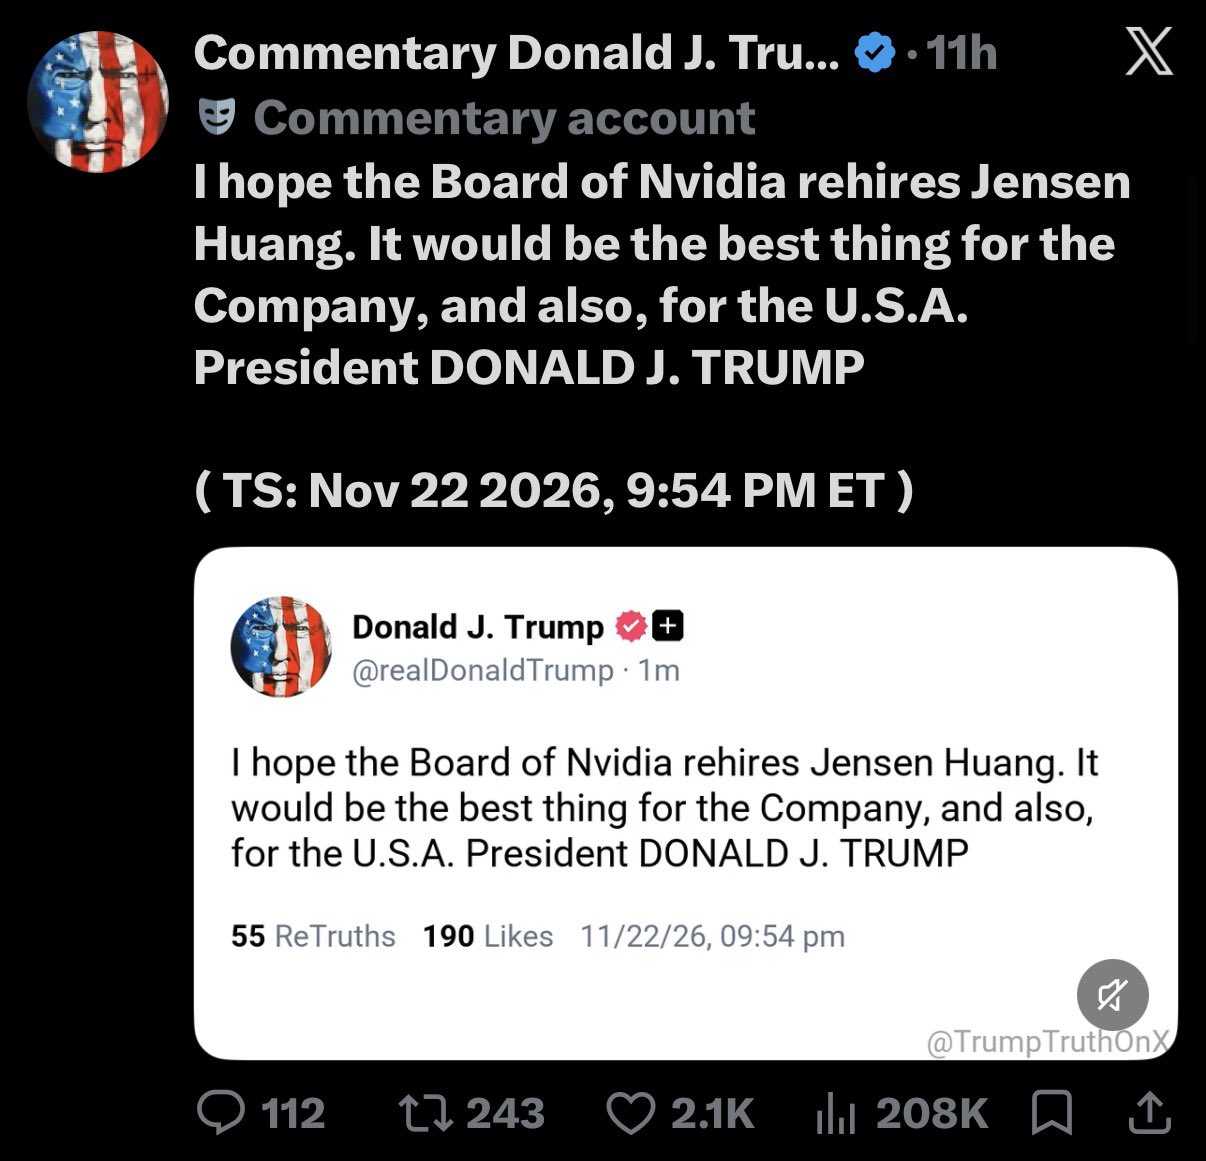 Commentary Donald J. Tru... · 11h
Commentary account
I hope the Board of Nvidia rehires Jensen
Huang. It would be the best thing for the
Company, and also, for the U.S.A.
President DONALD J. TRUMP
( TS: Nov 22 2026, 9:54 PM ET )
Donald J. Trump
@realDonaldTrump · 1m
I hope the Board of Nvidia rehires Jensen Huang. It
would be the best thing for the Company, and also,
for the U.S.A. President DONALD J. TRUMP
55 ReTruths 190 Likes 11/22/26, 09:54 pm
@TrumpTruthOnX
112 243 2.1K 208K